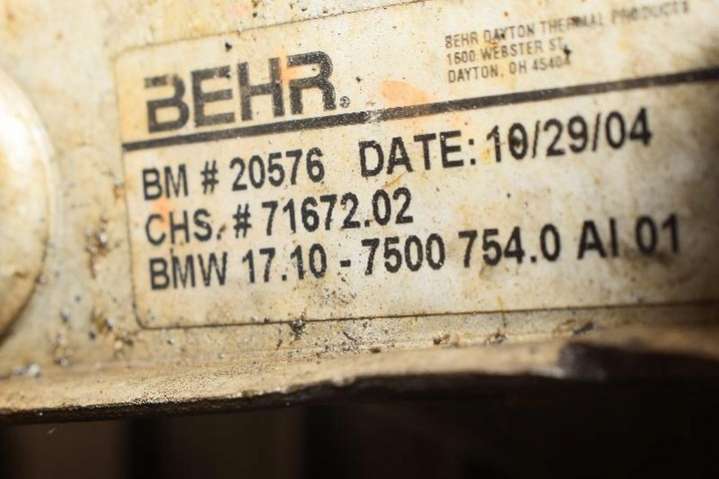 BEHR.
BEHR DAYTON THERMAL PRODUCTS
1600 WEBSTER ST.
DAYTON, OH 45404
BM # 20576 DATE: 10/29/04
CHS. # 71672.02
BMW 17.10 - 7500 754.0 AI 01